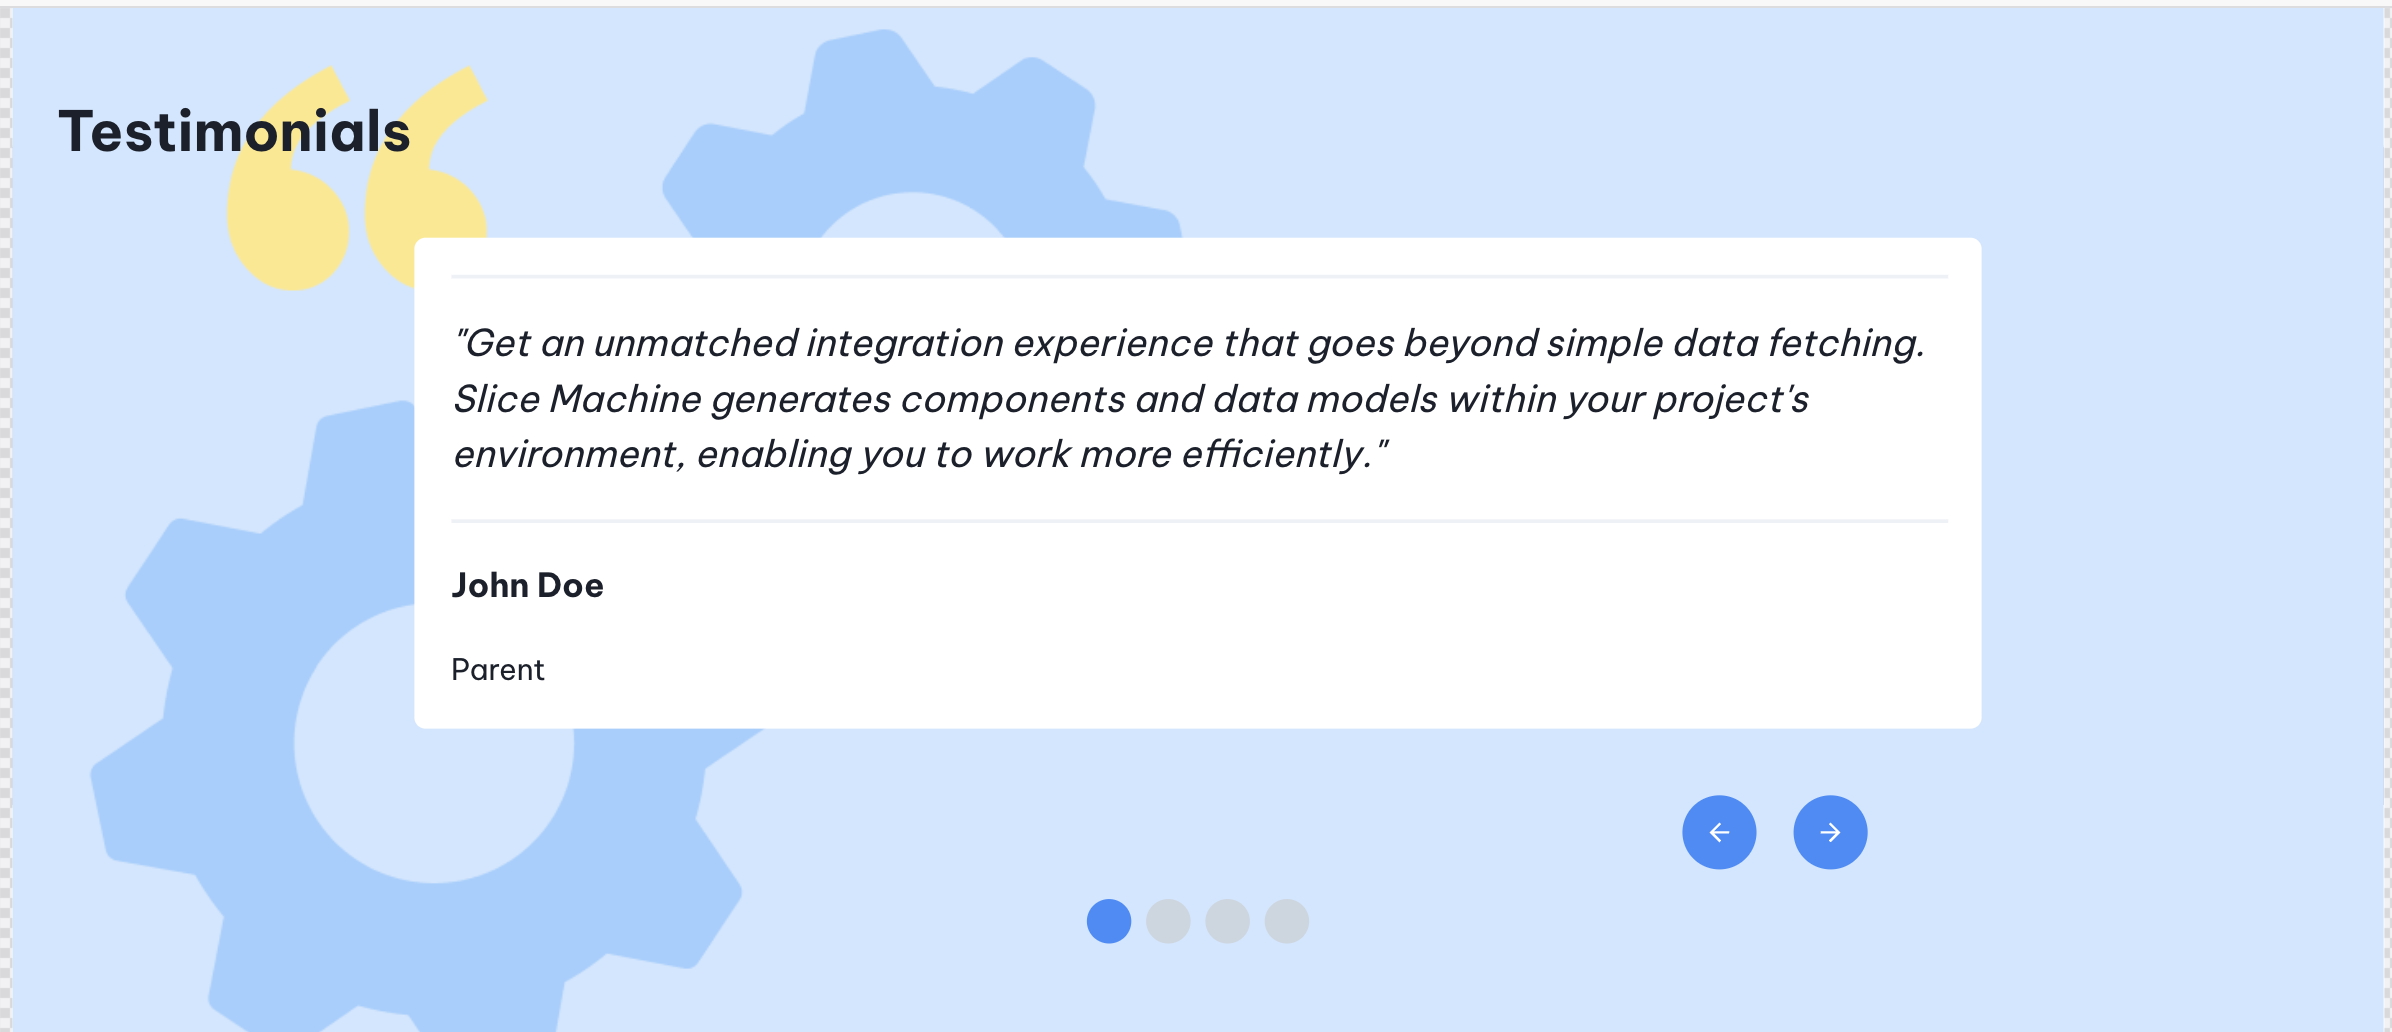 Testimonials
"Get an unmatched integration experience that goes beyond simple data fetching.
Slice Machine generates components and data models within your project's
environment, enabling you to work more efficiently."
John Doe
Parent